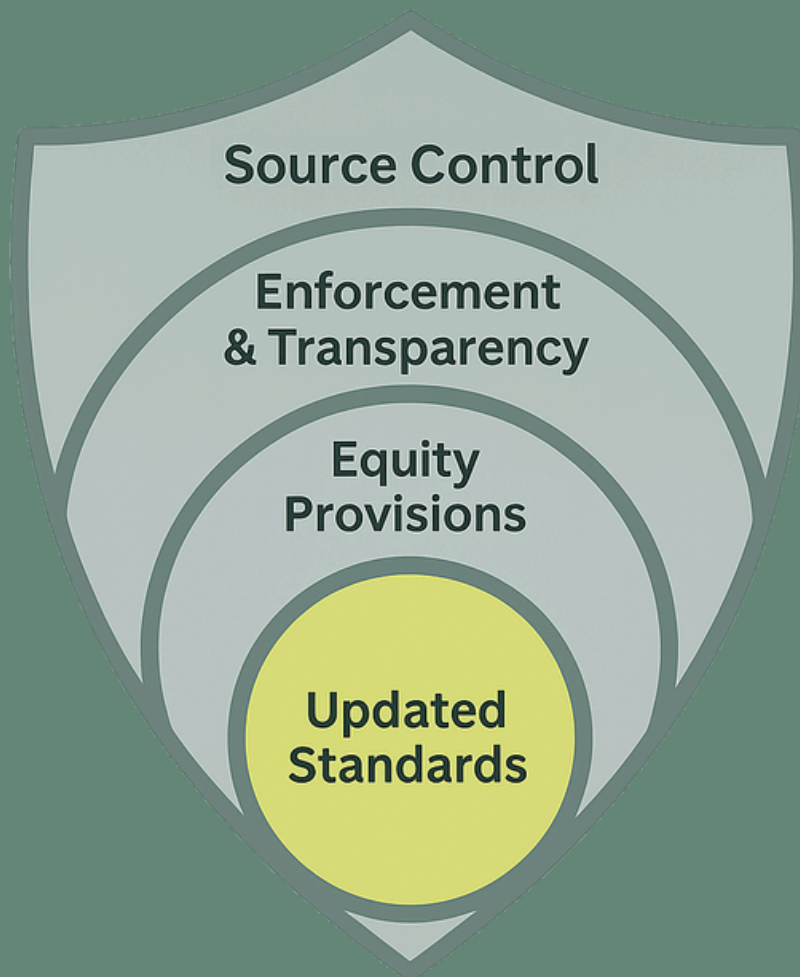 Source Control
Enforcement
& Transparency
Equity
Provisions
Updated
Standards